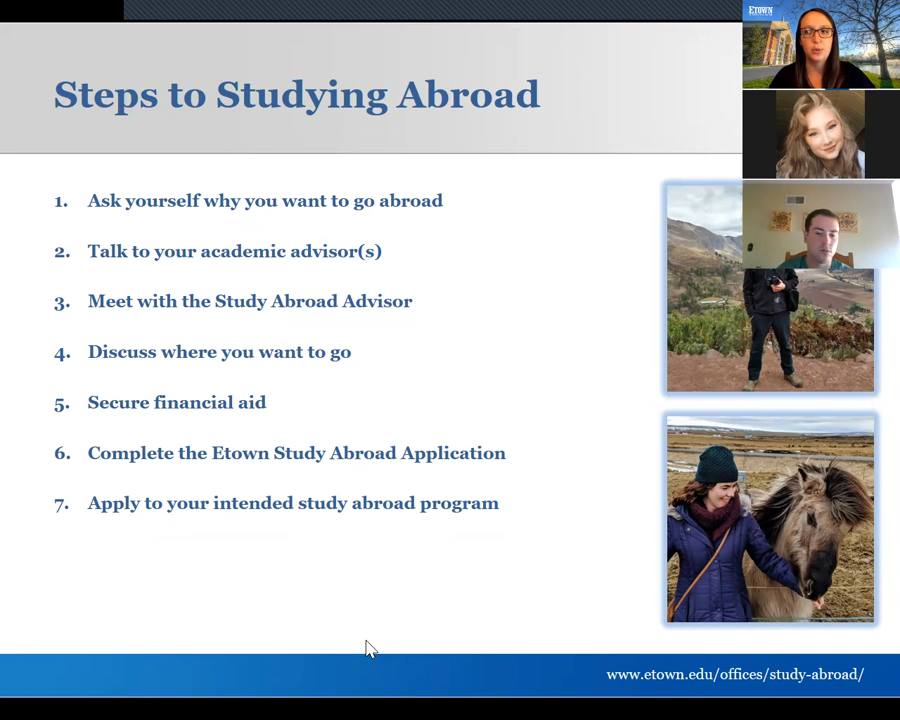 Etown
Steps to Studying Abroad
1. Ask yourself why you want to go abroad
2. Talk to your academic advisor(s)
3. Meet with the Study Abroad Advisor
4. Discuss where you want to go
5. Secure financial aid
6. Complete the Etown Study Abroad Application
7. Apply to your intended study abroad program
www.etown.edu/offices/study-abroad/